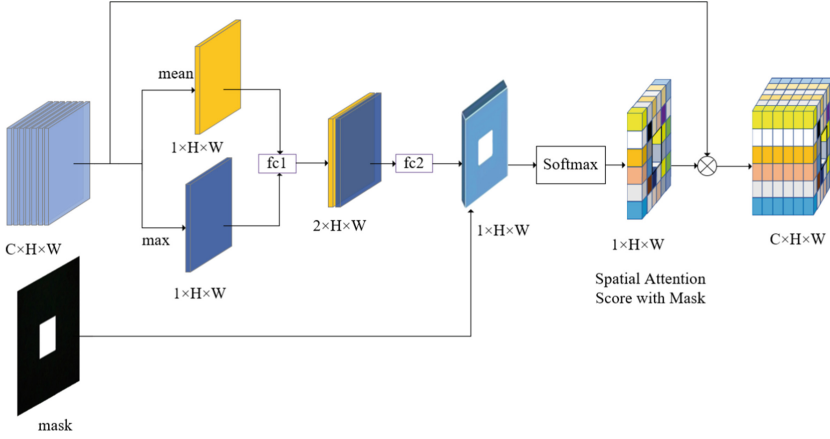 mean
1×H×W
fc1
fc2
Softmax
C×H×W
max
1×H×W
2×H×W
1×H×W
1×H×W
C×H×W
Spatial Attention
Score with Mask
mask